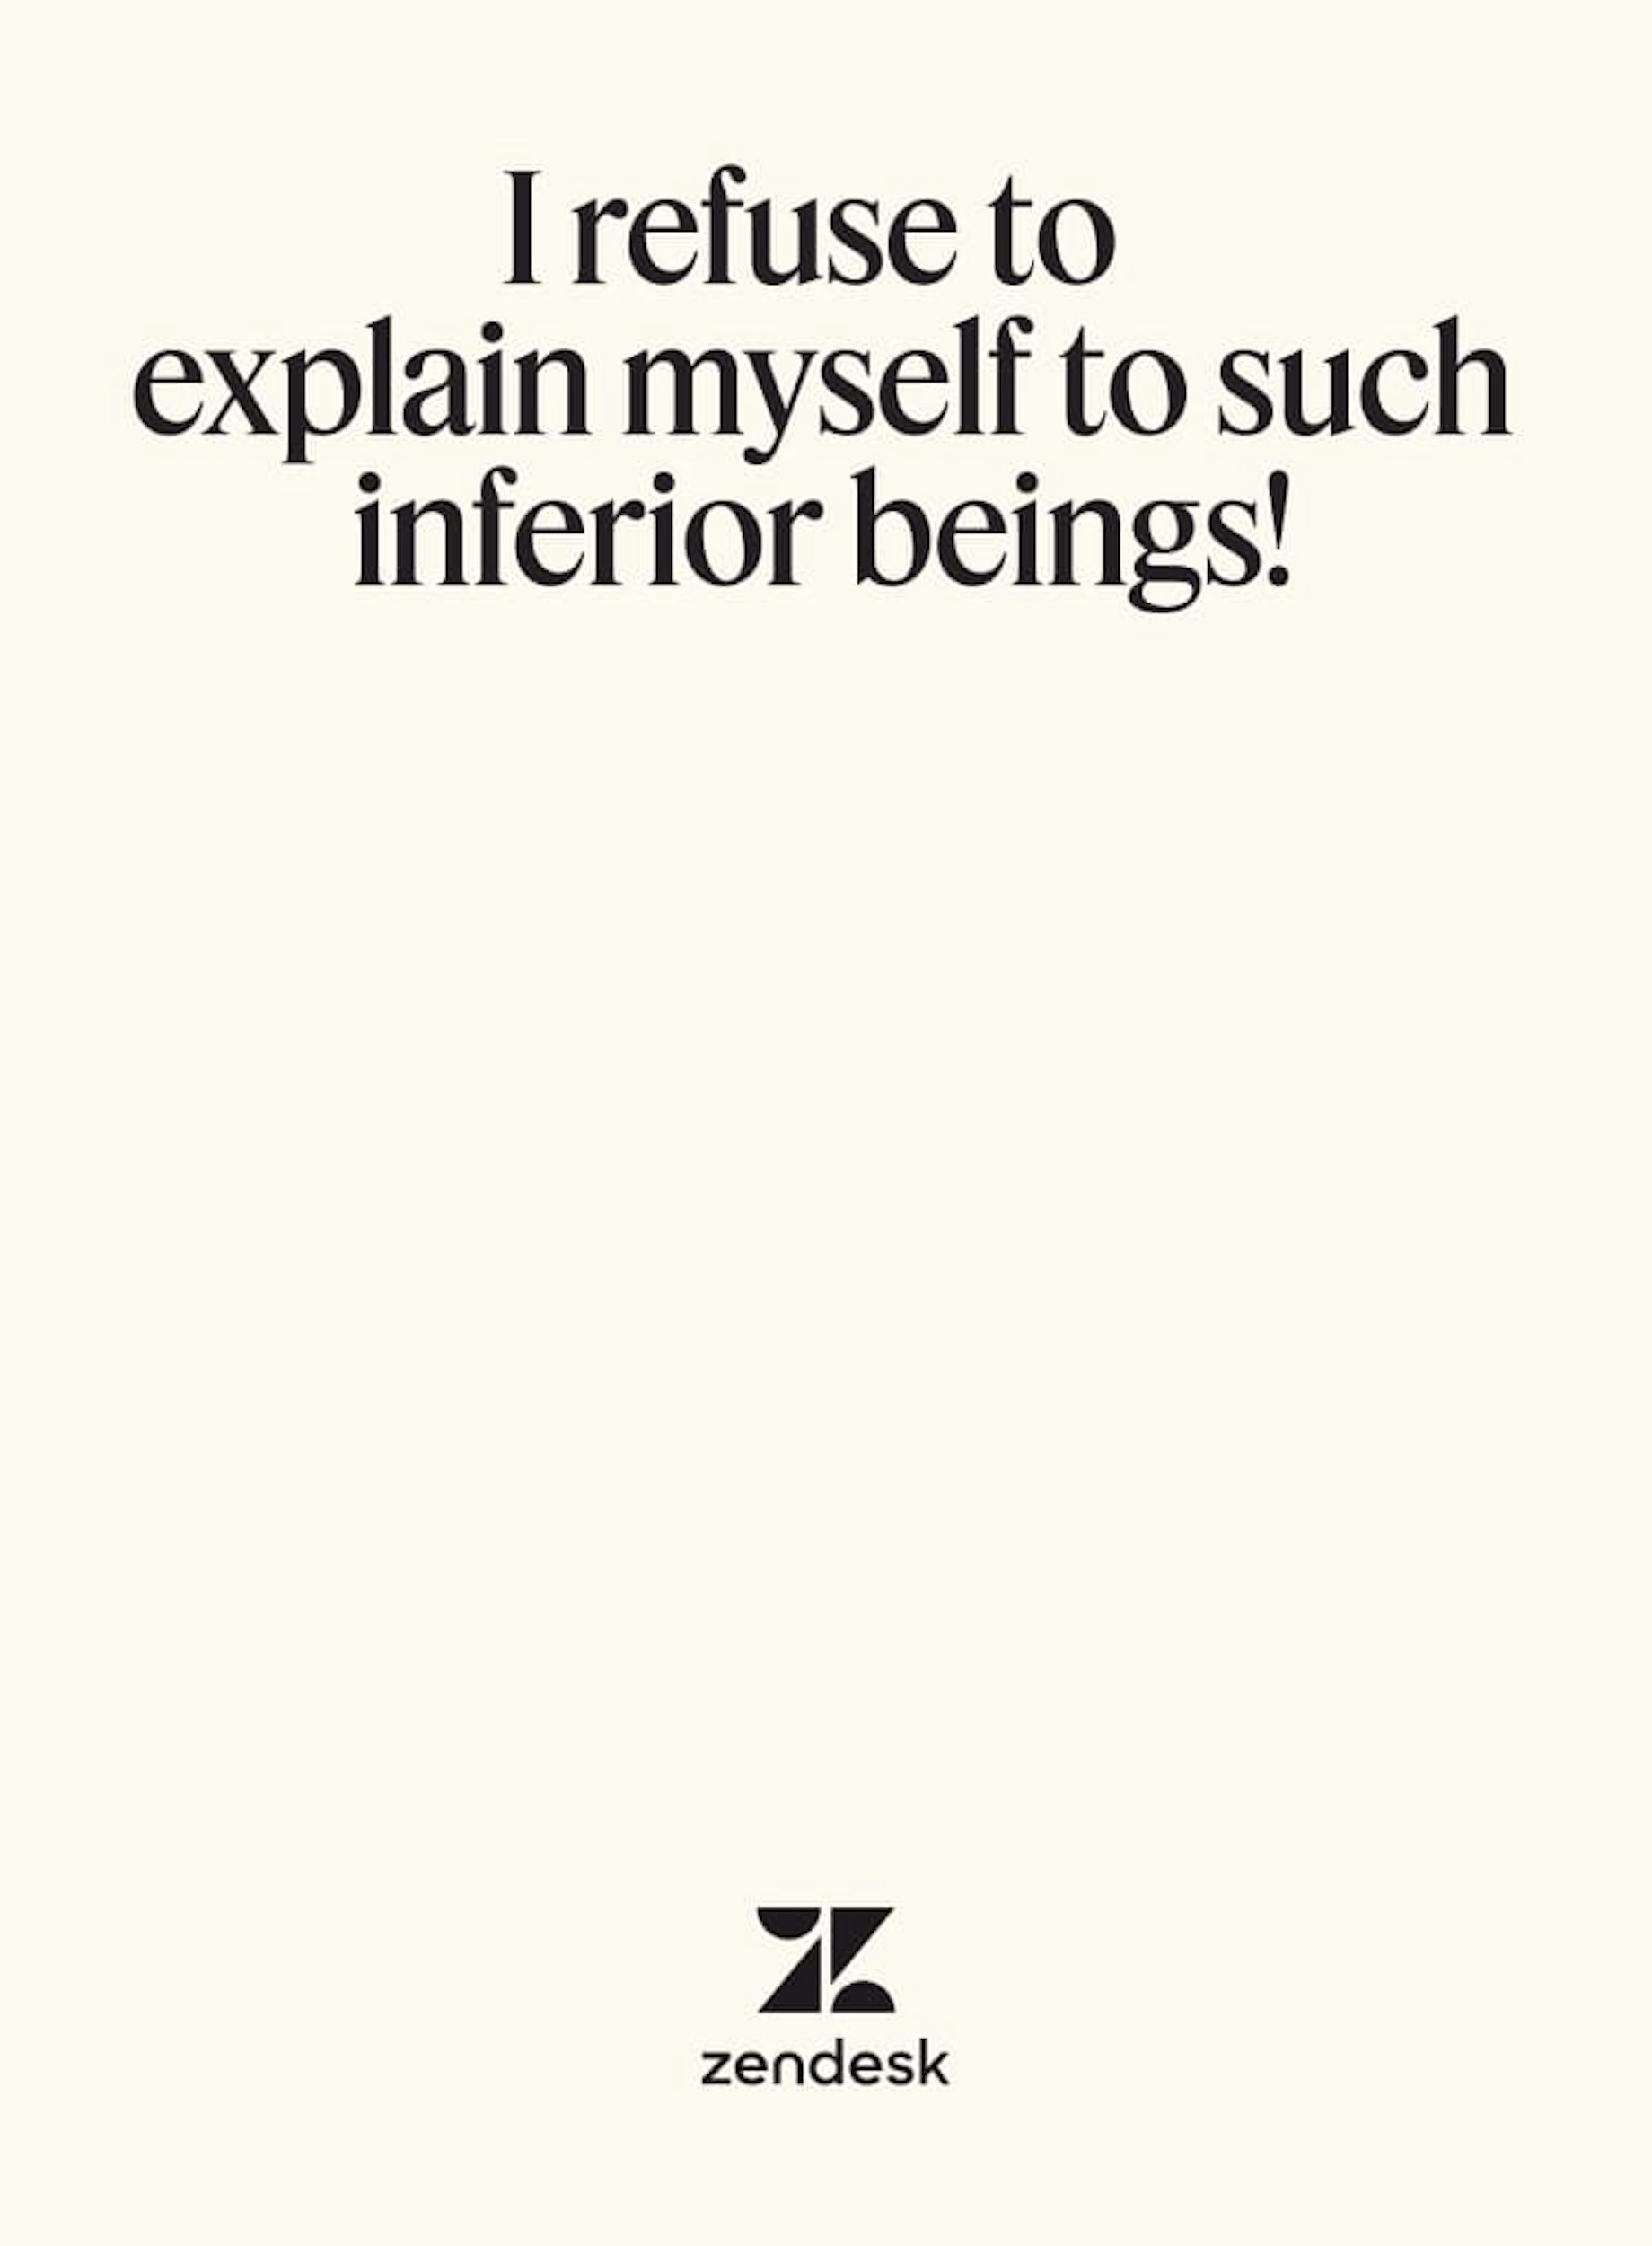 I refuse to
explain myself to such
inferior beings!
zendesk